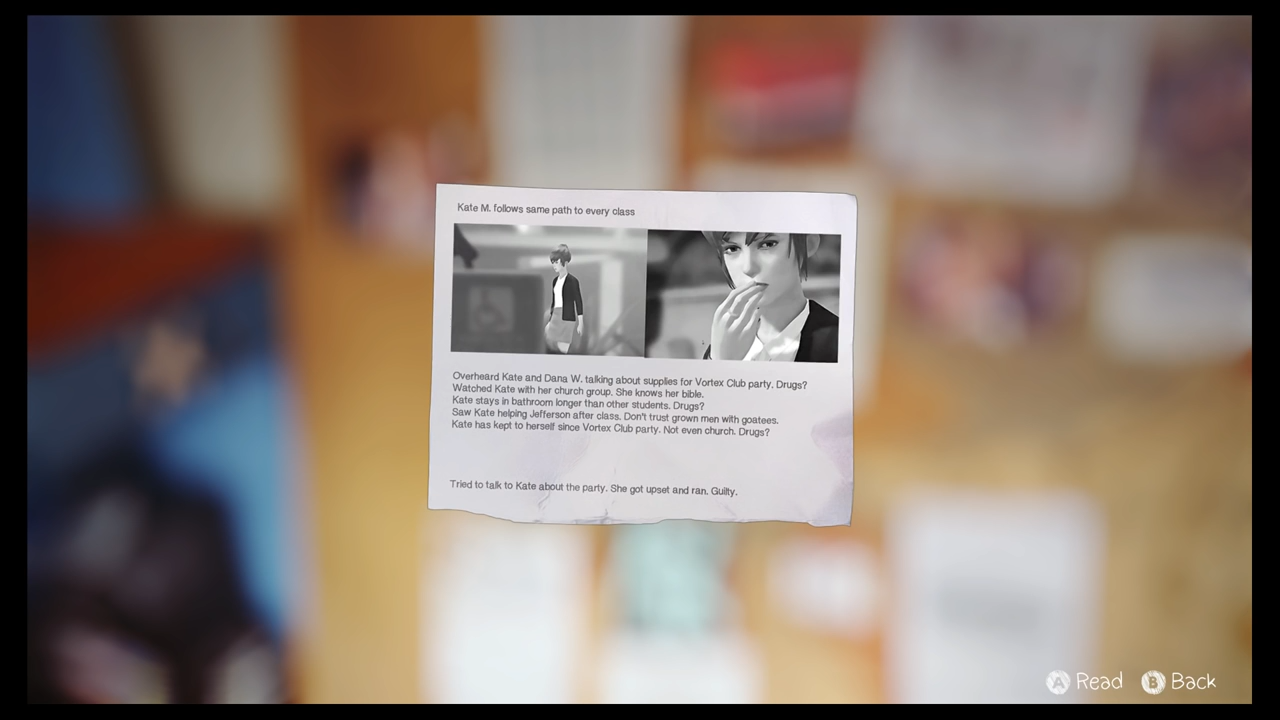 Kate M. follows same path to every class
Overheard Kate and Dana W. talking about supplies for Vortex Club party. Drugs?
Watched Kate with her church group. She knows her bible.
Kate stays in bathroom longer than other students. Drugs?
Saw Kate helping Jefferson after class. Don't trust grown men with goatees.
Kate has kept to herself since Vortex Club party. Not even church. Drugs?
Tried to talk to Kate about the party. She got upset and ran. Guilty.
A Read B Back